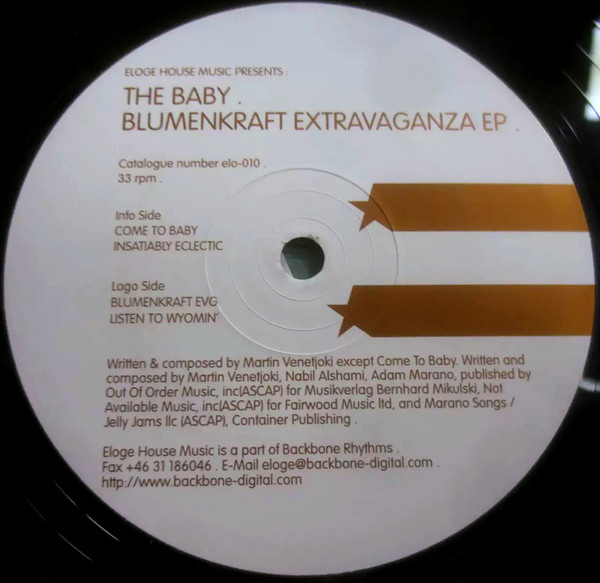 ELOGE HOUSE MUSIC PRESENTS :
THE BABY .
BLUMENKRAFT EXTRAVAGANZA EP .
Catalogue number elo-010 .
33 rpm .
Info Side
COME TO BABY
INSATIABLY ECLECTIC
Logo Side
BLUMENKRAFT EVG
LISTEN TO WYOMIN'
Written & composed by Martin Venetjoki except Come To Baby. Written and
composed by Martin Venetjoki, Nabil Alshami, Adam Marano, published by
Out Of Order Music, inc(ASCAP) for Musikverlag Bernhard Mikulski, Not
Available Music, inc(ASCAP) for Fairwood Music ltd, and Marano Songs /
Jelly Jams llc (ASCAP), Container Publishing .
Eloge House Music is a part of Backbone Rhythms .
Fax +46 31 186046 . E-Mail eloge@backbone-digital.com .
http://www.backbone-digital.com